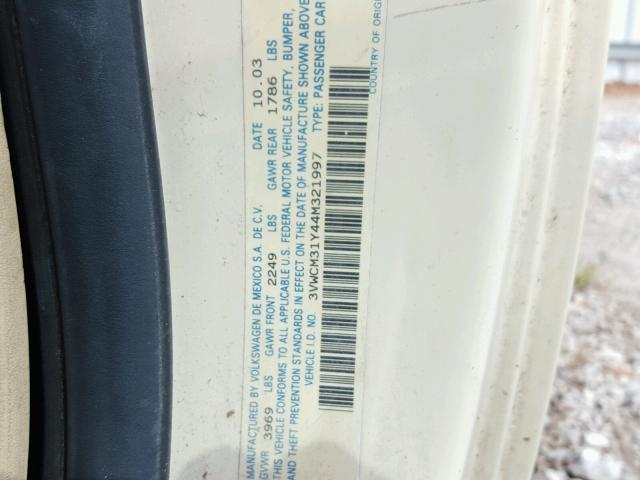 MANUFACTURED BY VOLKSWAGEN DE MEXICO S.A. DE C.V. DATE 10.03
GVWR 3969 LBS GAWR FRONT 2249 LBS GAWR REAR 1786 LBS
THIS VEHICLE CONFORMS TO ALL APPLICABLE U.S. FEDERAL MOTOR VEHICLE SAFETY, BUMPER,
AND THEFT PREVENTION STANDARDS IN EFFECT ON THE DATE OF MANUFACTURE SHOWN ABOVE
VEHICLE I.D. NO. 3VWCM31Y44M321997 TYPE: PASSENGER CAR
COUNTRY OF ORIGI